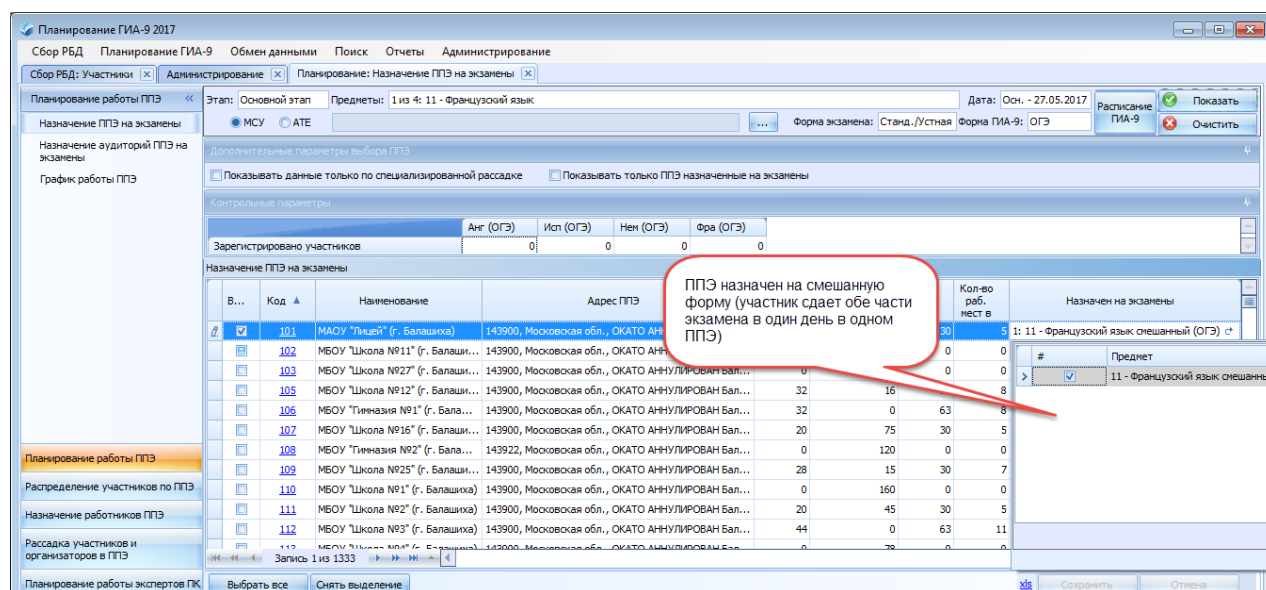 Планирование ГИА-9 2017
Сбор РБД Планирование ГИА-9 Обмен данными Поиск Отчеты Администрирование
Сбор РБД: Участники Администрирование Планирование: Назначение ППЭ на экзамены
Планирование работы ППЭ
Назначение ППЭ на экзамены
Назначение аудиторий ППЭ на экзамены
График работы ППЭ
Этап: Основной этап Предметы: 1 из 4: 11 - Французский язык Дата: Осн. - 27.05.2017 Расписание ГИА-9 Показать
МСУ АТЕ ... Форма экзамена: Станд./Устная Форма ГИА-9: ОГЭ Очистить
Дополнительные параметры выбора ППЭ
Показывать данные только по специализированной рассадке Показывать только ППЭ назначенные на экзамены
Контрольные параметры
Анг (ОГЭ) Исп (ОГЭ) Нем (ОГЭ) Фра (ОГЭ)
Зарегистрировано участников 0 0 0 0
Назначение ППЭ на экзамены
В... Код Наименование Адрес ППЭ Кол-во раб. мест в Назначен на экзамены
ППЭ назначен на смешанную
форму (участник сдает обе части
экзамена в один день в одном
ППЭ)
101 МАОУ "Лицей" (г. Балашиха) 143900, Московская обл., ОКАТО АН 30 5 1: 11 - Французский язык смешанный (ОГЭ)
102 МБОУ "Школа №11" (г. Балаши... 143900, Московская обл., ОКАТО АН 0 0
103 МБОУ "Школа №27" (г. Балаши... 143900, Московская обл., ОКАТО АННУЛИРОВАН Бал... 0 0 0
105 МБОУ "Школа №12" (г. Балаши... 143900, Московская обл., ОКАТО АННУЛИРОВАН Бал... 32 16 8
106 МБОУ "Гимназия №1" (г. Бала... 143900, Московская обл., ОКАТО АННУЛИРОВАН Бал... 32 0 63 8
107 МБОУ "Школа №16" (г. Балаши... 143900, Московская обл., ОКАТО АННУЛИРОВАН Бал... 20 75 30 5
108 МБОУ "Гимназия №2" (г. Бала... 143922, Московская обл., ОКАТО АННУЛИРОВАН Бал... 0 120 0 0
109 МБОУ "Школа №25" (г. Балаши... 143900, Московская обл., ОКАТО АННУЛИРОВАН Бал... 28 15 30 7
110 МБОУ "Школа №1" (г. Балашиха) 143900, Московская обл., ОКАТО АННУЛИРОВАН Бал... 0 160 0 0
111 МБОУ "Школа №2" (г. Балашиха) 143900, Московская обл., ОКАТО АННУЛИРОВАН Бал... 20 45 30 5
112 МБОУ "Школа №3" (г. Балашиха) 143900, Московская обл., ОКАТО АННУЛИРОВАН Бал... 44 0 63 11
# Предмет
11 - Французский язык смешанн
Запись 1 из 1333
Планирование работы ППЭ
Распределение участников по ППЭ
Назначение работников ППЭ
Рассадка участников и организаторов в ППЭ
Планирование работы экспертов ПК
Выбрать все Снять выделение xls Сохранить Отмена